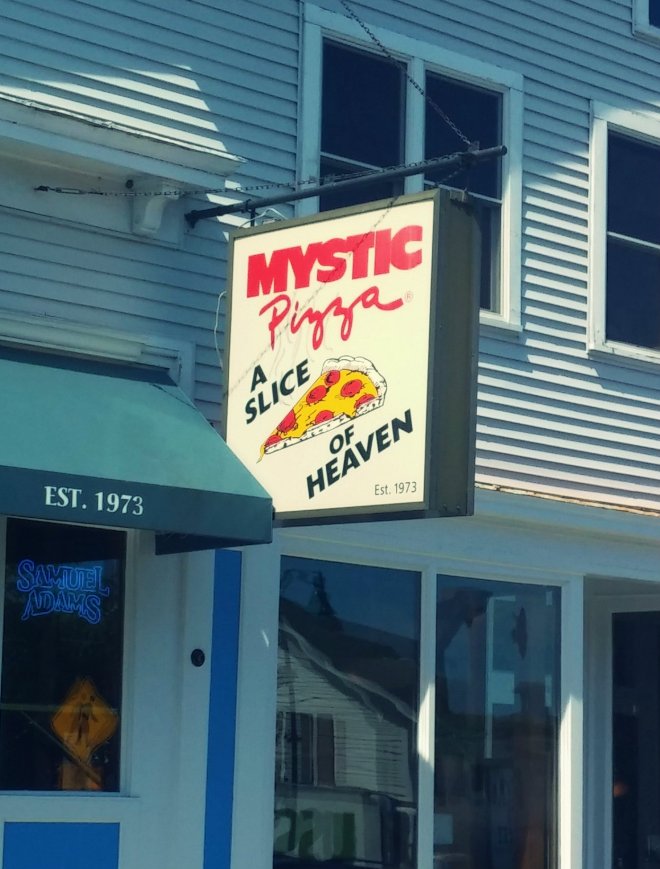 MYSTIC
Pizza®
A
SLICE
OF
HEAVEN
Est. 1973
EST. 1973
SAMUEL
ADAMS